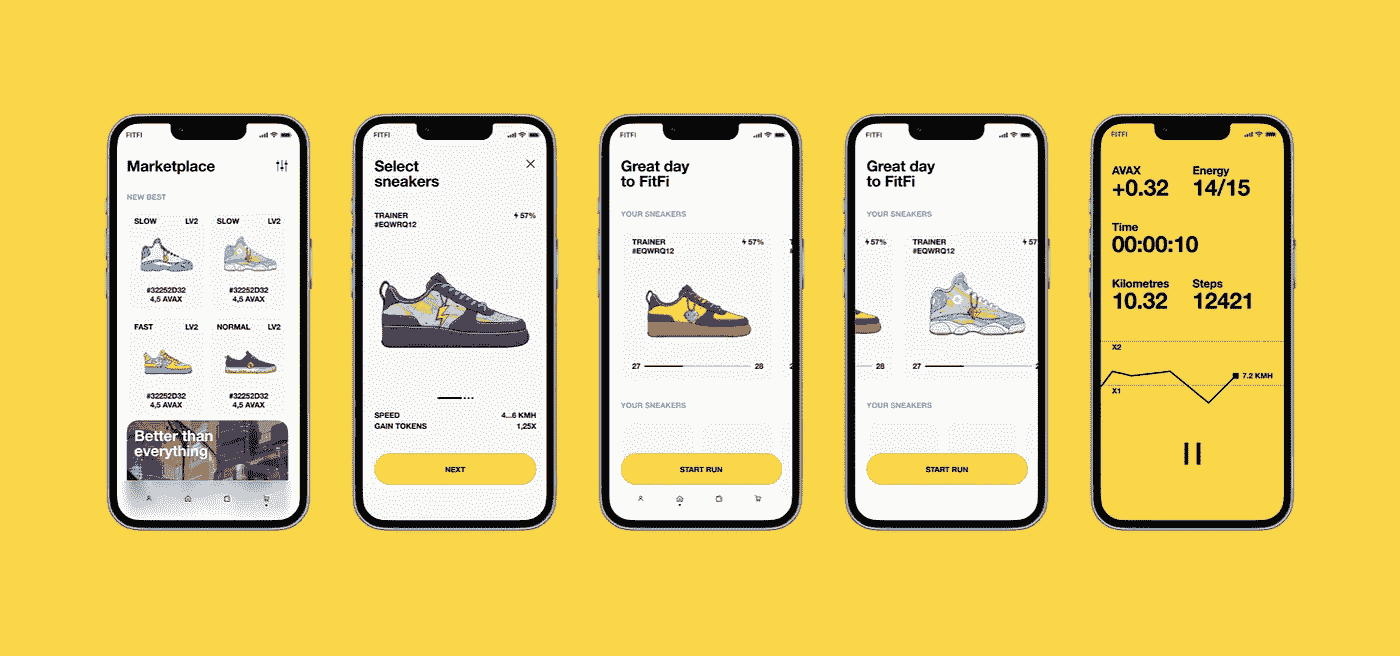 FITFI
Marketplace
NEW BEST
SLOW LV2
SLOW LV2
#32252D32
4,5 AVAX
#32252D32
4,5 AVAX
FAST LV2
NORMAL LV2
#32252D32
4,5 AVAX
#32252D32
4,5 AVAX
Better than
everything
FITFI
Select
sneakers
TRAINER
#EQWRQ12
57%
SPEED 4...6 KMH
GAIN TOKENS 1,25X
NEXT
FITFI
Great day
to FitFi
YOUR SNEAKERS
TRAINER
#EQWRQ12
57%
27 28
YOUR SNEAKERS
START RUN
FITFI
Great day
to FitFi
YOUR SNEAKERS
57%
TRAINER
#EQWRQ12
57
28
27
YOUR SNEAKERS
START RUN
FITFI
AVAX
+0.32
Energy
14/15
Time
00:00:10
Kilometres
10.32
Steps
12421
X2
7.2 KMH
X1